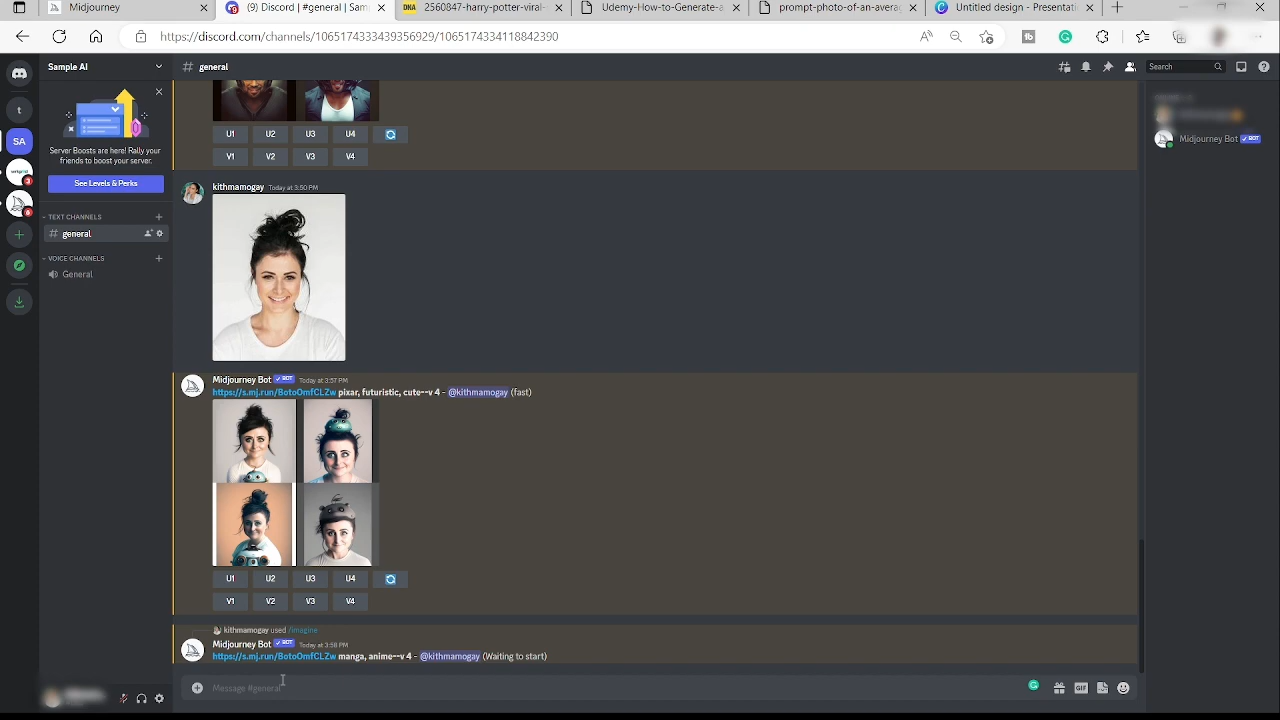 Midjourney
(9) Discord | #general | Sam
2560847-harry-potter-viral-
Udemy-How-to-Generate-a
prompt-photo-of-an-averag
Untitled design - Presentati
https://discord.com/channels/1065174333439356929/1065174334118842390
Sample AI
# general
Search
t
SA
Server Boosts are here! Rally your
friends to boost your server.
See Levels & Perks
TEXT CHANNELS
# general
VOICE CHANNELS
General
U1 U2 U3 U4
V1 V2 V3 V4
kithmamogay Today at 3:50 PM
Midjourney Bot ✓ BOT Today at 3:57 PM
https://s.mj.run/BotoOmfCLZw pixar, futuristic, cute--v 4 - @kithmamogay (fast)
U1 U2 U3 U4
V1 V2 V3 V4
kithmamogay used /imagine
Midjourney Bot ✓ BOT Today at 3:58 PM
https://s.mj.run/BotoOmfCLZw manga, anime--v 4 - @kithmamogay (Waiting to start)
Message #general
GIF
Midjourney Bot ✓ BOT